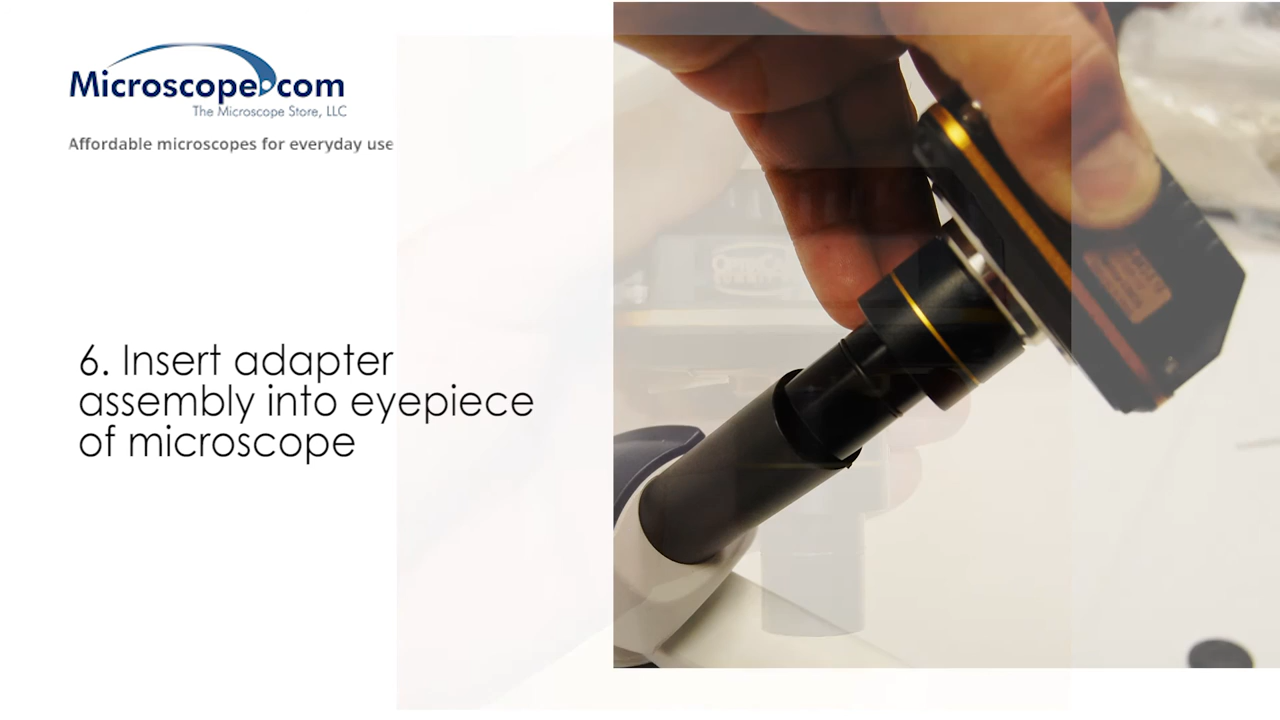 Microscope.com
The Microscope Store, LLC
Affordable microscopes for everyday use
6. Insert adapter
assembly into eyepiece
of microscope